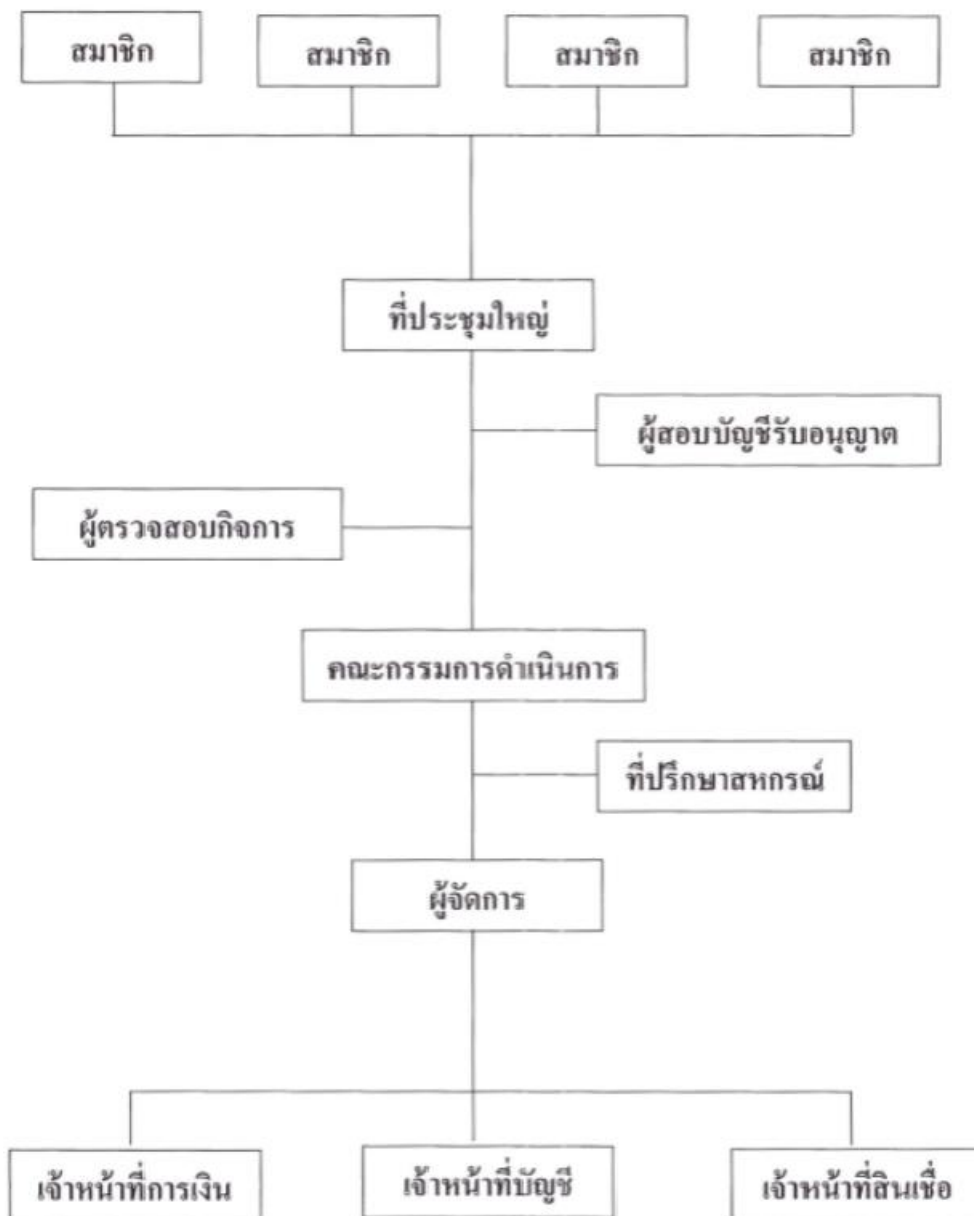 สมาชิก
สมาชิก
สมาชิก
สมาชิก
ที่ประชุมใหญ่
ผู้สอบบัญชีรับอนุญาต
ผู้ตรวจสอบกิจการ
คณะกรรมการดำเนินการ
ที่ปรึกษาสหกรณ์
ผู้จัดการ
เจ้าหน้าที่การเงิน
เจ้าหน้าที่บัญชี
เจ้าหน้าที่สินเชื่อ